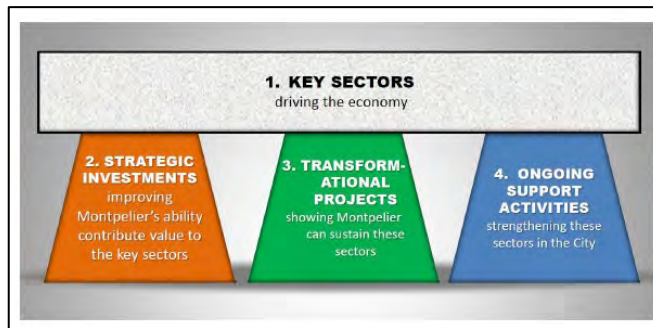 1. KEY SECTORS
driving the economy
2. STRATEGIC
INVESTMENTS
improving
Montpelier's ability
contribute value to
the key sectors
3. TRANSFORM-
ATIONAL
PROJECTS
showing Montpelier
can sustain these
sectors
4. ONGOING
SUPPORT
ACTIVITIES
strengthening these
sectors in the City